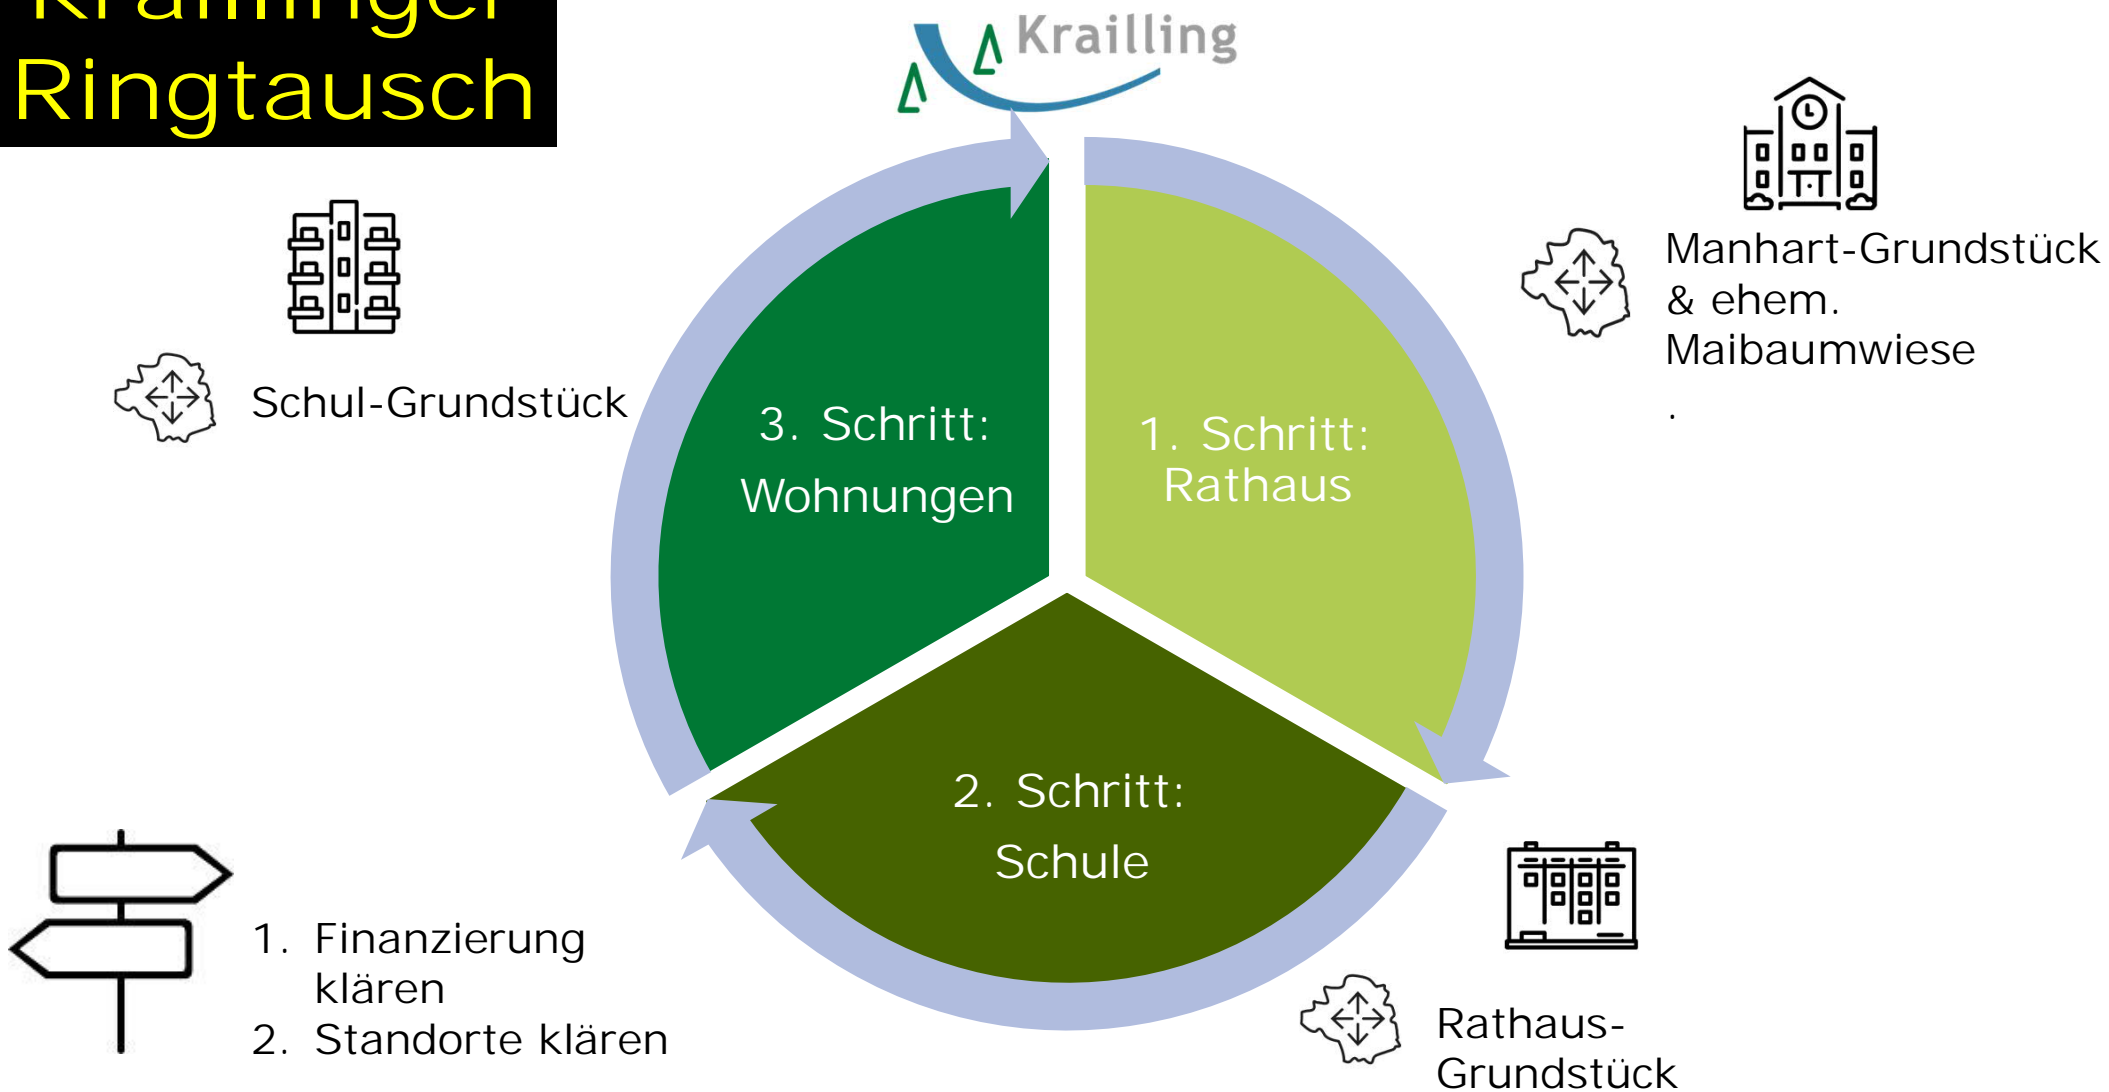 Kraillinger
Ringtausch
Krailling
Manhart-Grundstück
& ehem.
Maibaumwiese
.
Schul-Grundstück
3. Schritt:
Wohnungen
1. Schritt:
Rathaus
2. Schritt:
Schule
1. Finanzierung
klären
2. Standorte klären
Rathaus-
Grundstück